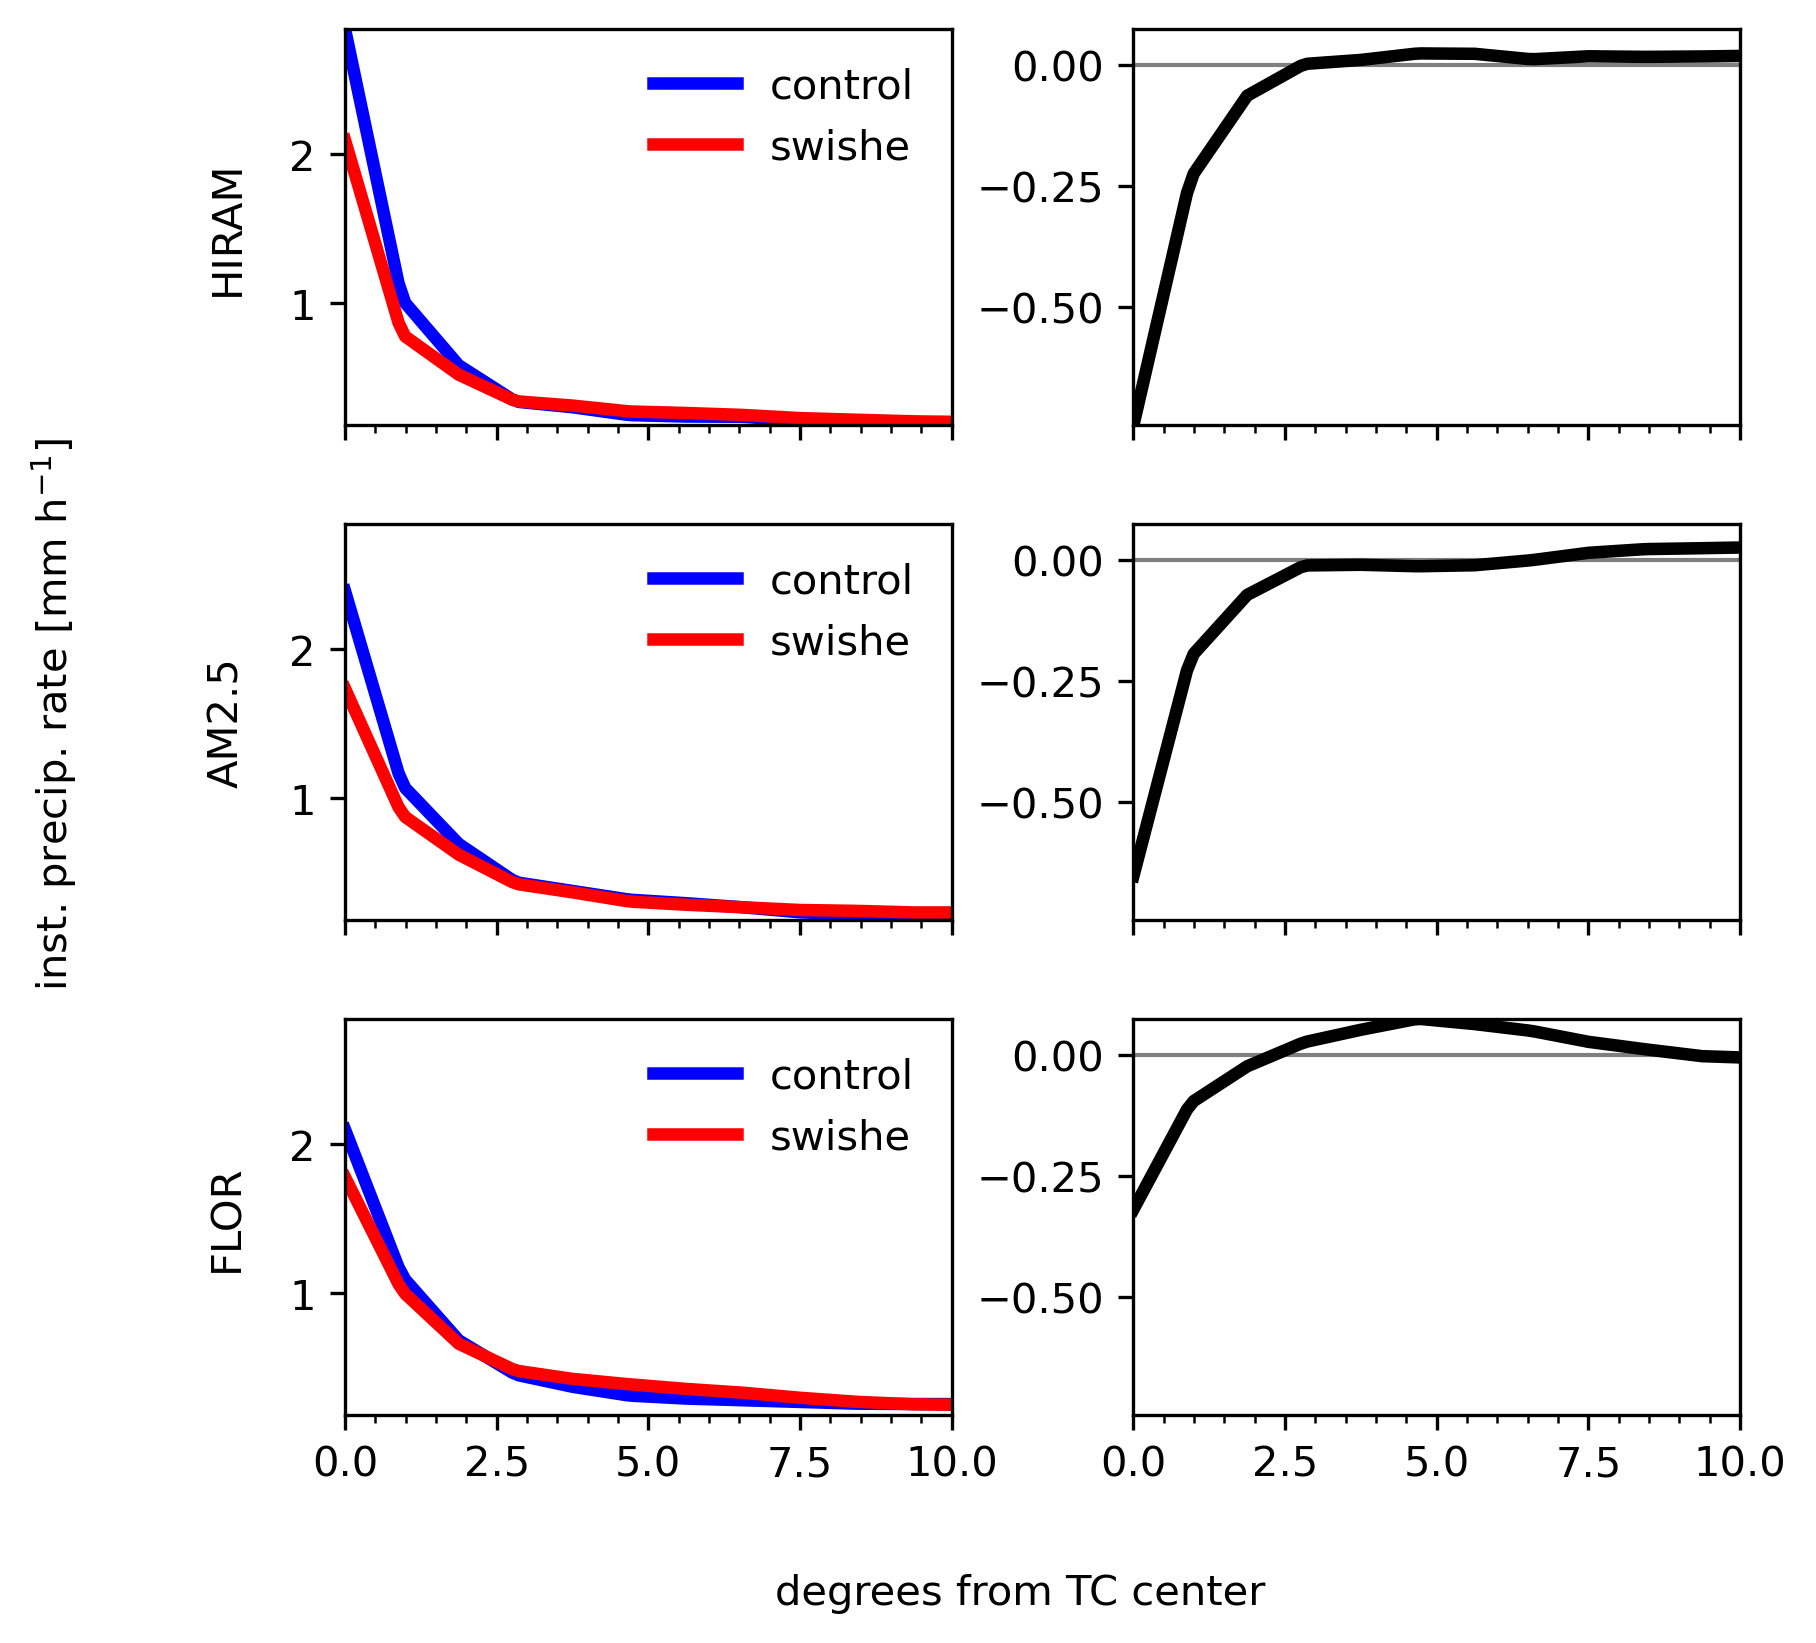 inst. precip. rate [mm h⁻¹]
HIRAM
2
1
control
swishe
0.00
−0.25
−0.50
AM2.5
2
1
control
swishe
0.00
−0.25
−0.50
FLOR
2
1
control
swishe
0.00
−0.25
−0.50
0.0 2.5 5.0 7.5 10.0
0.0 2.5 5.0 7.5 10.0
degrees from TC center